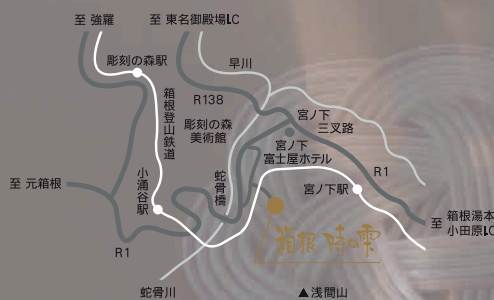 至 強羅
至 東名御殿場I.C
彫刻の森駅
早川
R138
箱根登山鉄道
彫刻の森
美術館
宮ノ下
三叉路
宮ノ下
富士屋ホテル
R1
至 元箱根
小涌谷駅
蛇骨橋
宮ノ下駅
至 箱根湯本
小田原I.C
箱根 時の雫
R1
蛇骨川
▲浅間山